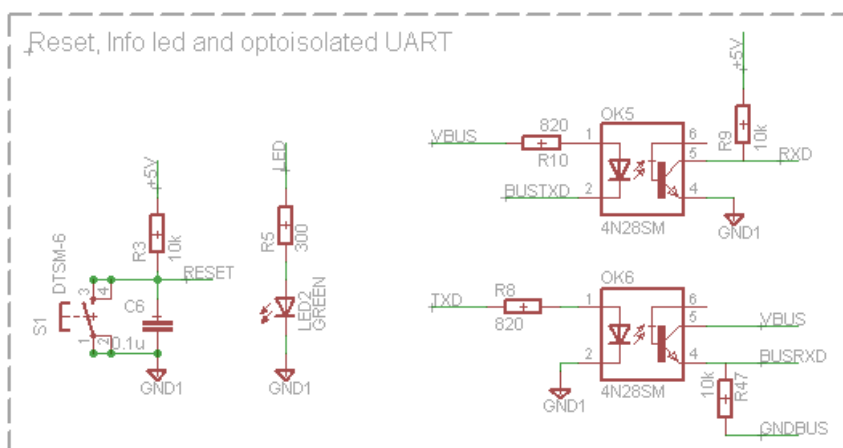 Reset, Info led and optoisolated UART
+5V
R3
10k
RESET
DTSM-6
S1
3
4
1
2
C6
0.1u
GND1
LED
R5
300
LED2
GREEN
GND1
OK5
VBUS
820
R10
1
2
BUSTXD
6
5
4
4N28SM
+5V
R9
10k
RXD
GND1
OK6
TXD
R8
820
1
2
GND1
6
5
4
4N28SM
VBUS
BUSRXD
10k
R47
GNDBUS